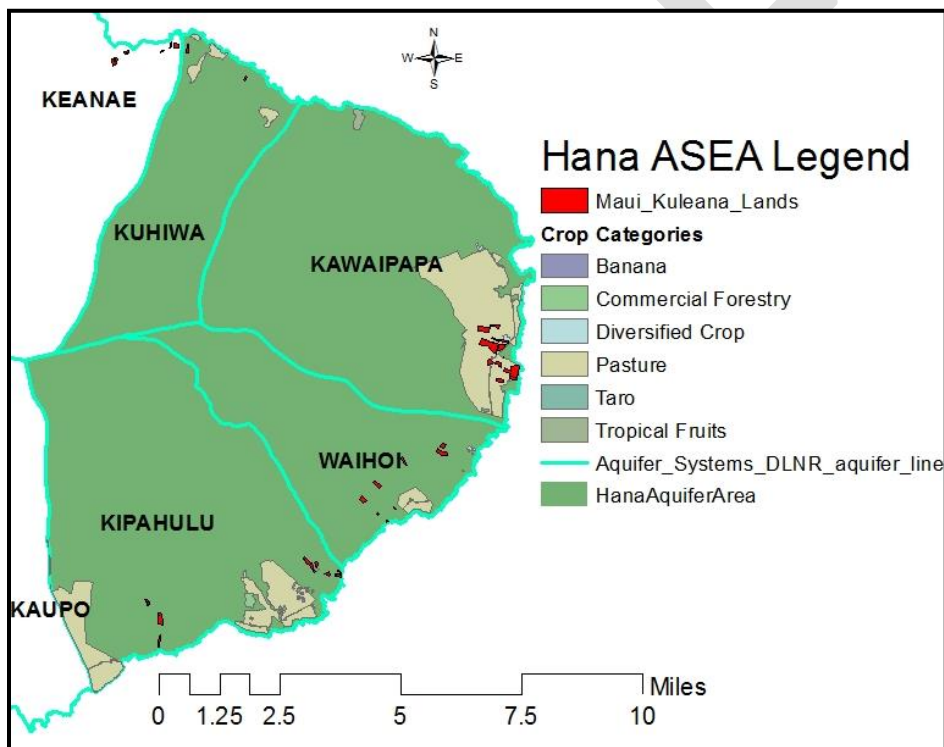 N
W E
S
KEANAE
KUHIWA
KAWAIPAPA
WAIHOI
KIPAHULU
KAUPO
Hana ASEA Legend
Maui_Kuleana_Lands
Crop Categories
Banana
Commercial Forestry
Diversified Crop
Pasture
Taro
Tropical Fruits
Aquifer_Systems_DLNR_aquifer_line
HanaAquiferArea
Miles
0 1.25 2.5 5 7.5 10